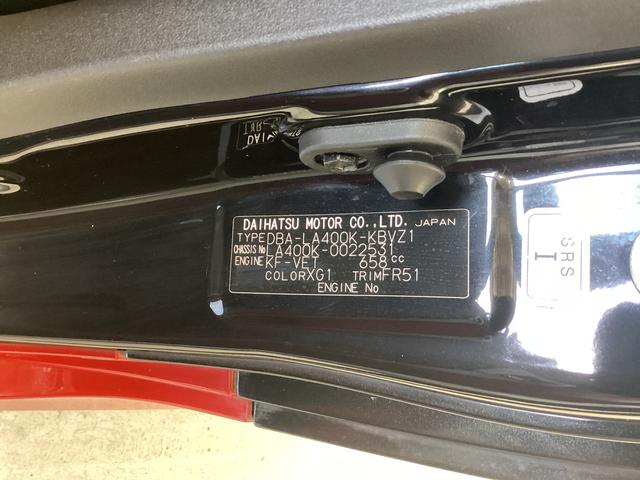 DAIHATSU MOTOR CO.,LTD. JAPAN
TYPE DBA-LA400K-KBVZ1
CHASSIS No LA400K-0022531
ENGINE KF-VET 658cc
COLOR XG1 TRIM FR51
ENGINE No
SRS
I